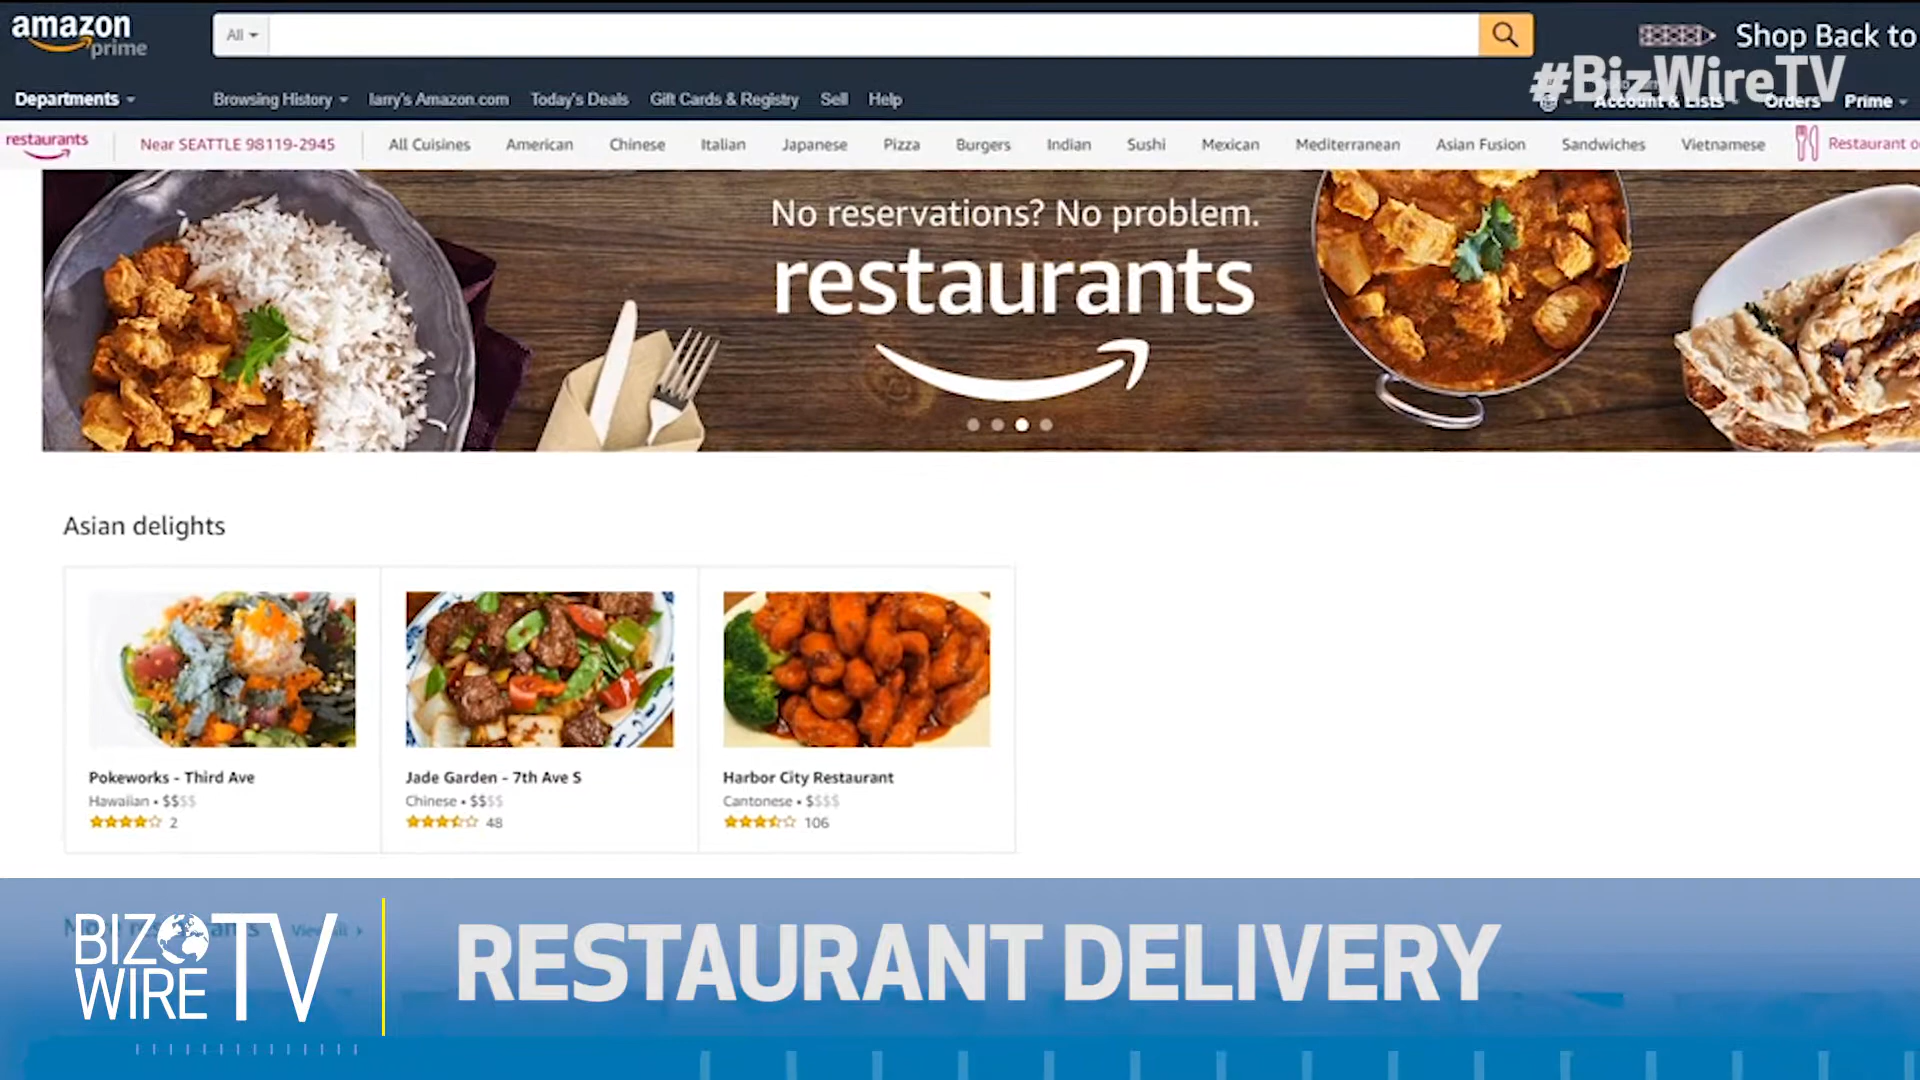 amazon
prime
All
Shop Back to
#BizWireTV
Departments
Browsing History
larry's Amazon.com
Today's Deals
Gift Cards & Registry
Sell
Help
Account & Lists
Orders
Prime
restaurants
Near SEATTLE 98119-2945
All Cuisines
American
Chinese
Italian
Japanese
Pizza
Burgers
Indian
Sushi
Mexican
Mediterranean
Asian Fusion
Sandwiches
Vietnamese
Restaurant
No reservations? No problem.
restaurants
Asian delights
Pokeworks - Third Ave
Hawaiian • $$$$
2
Jade Garden - 7th Ave S
Chinese • $$$$
48
Harbor City Restaurant
Cantonese • $$$$
106
BIZ
WIRE
TV
RESTAURANT DELIVERY